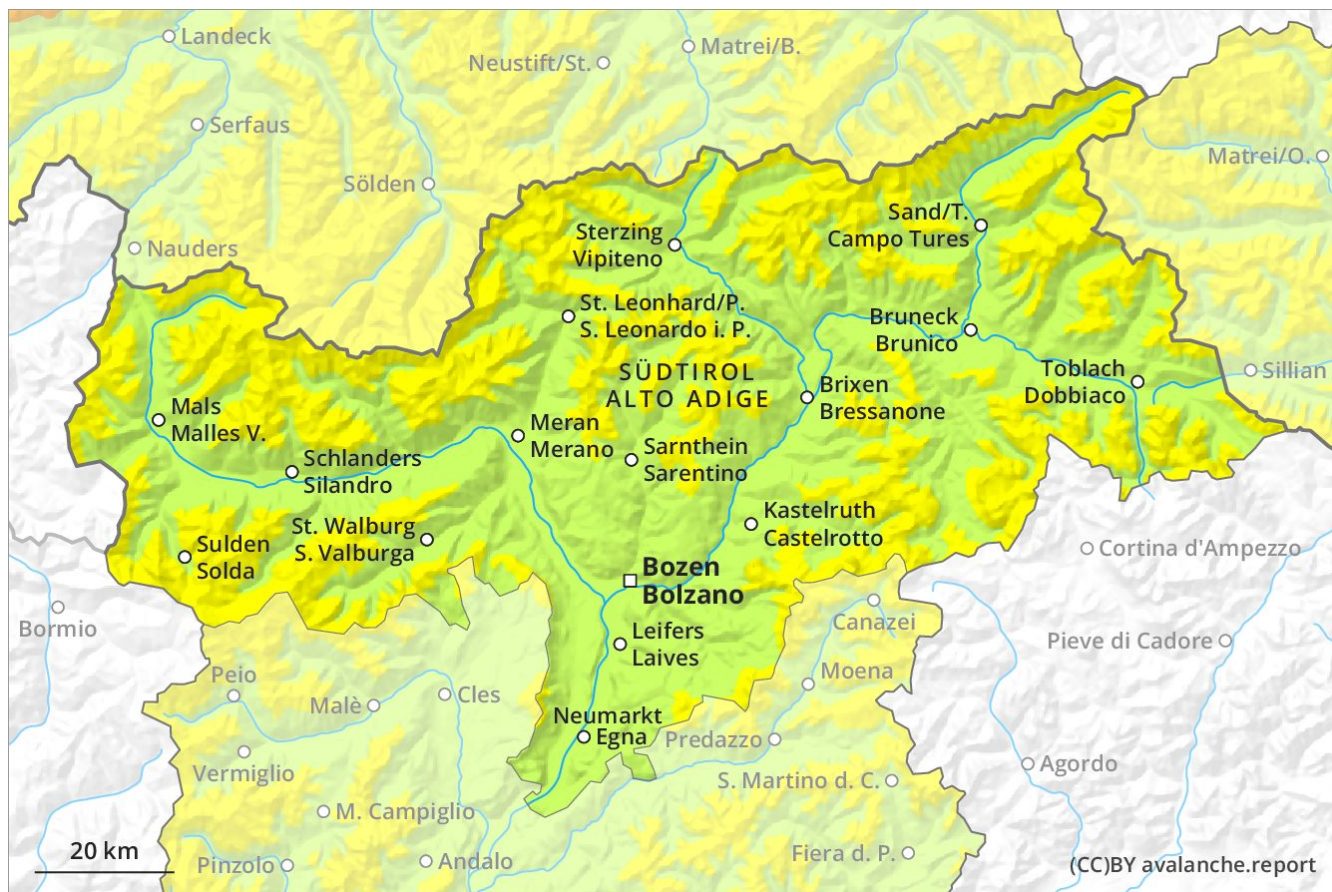 Landeck
Matrei/B.
Neustift/St.
Serfaus
Matrei/O.
Sölden
Sand/T.
Campo Tures
Sterzing
Vipiteno
Nauders
St. Leonhard/P.
S. Leonardo i. P.
Bruneck
Brunico
SÜDTIROL
ALTO ADIGE
Toblach
Dobbiaco
Sillian
Brixen
Bressanone
Mals
Malles V.
Meran
Merano
Sarnthein
Sarentino
Schlanders
Silandro
Kastelruth
Castelrotto
St. Walburg
S. Valburga
Sulden
Solda
Cortina d'Ampezzo
Bozen
Bolzano
Bormio
Canazei
Leifers
Laives
Pieve di Cadore
Peio
Moena
Malè
Cles
Neumarkt
Egna
Predazzo
Vermiglio
Agordo
S. Martino d. C.
M. Campiglio
20 km
Pinzolo
Andalo
Fiera d. P.
(CC)BY avalanche.report